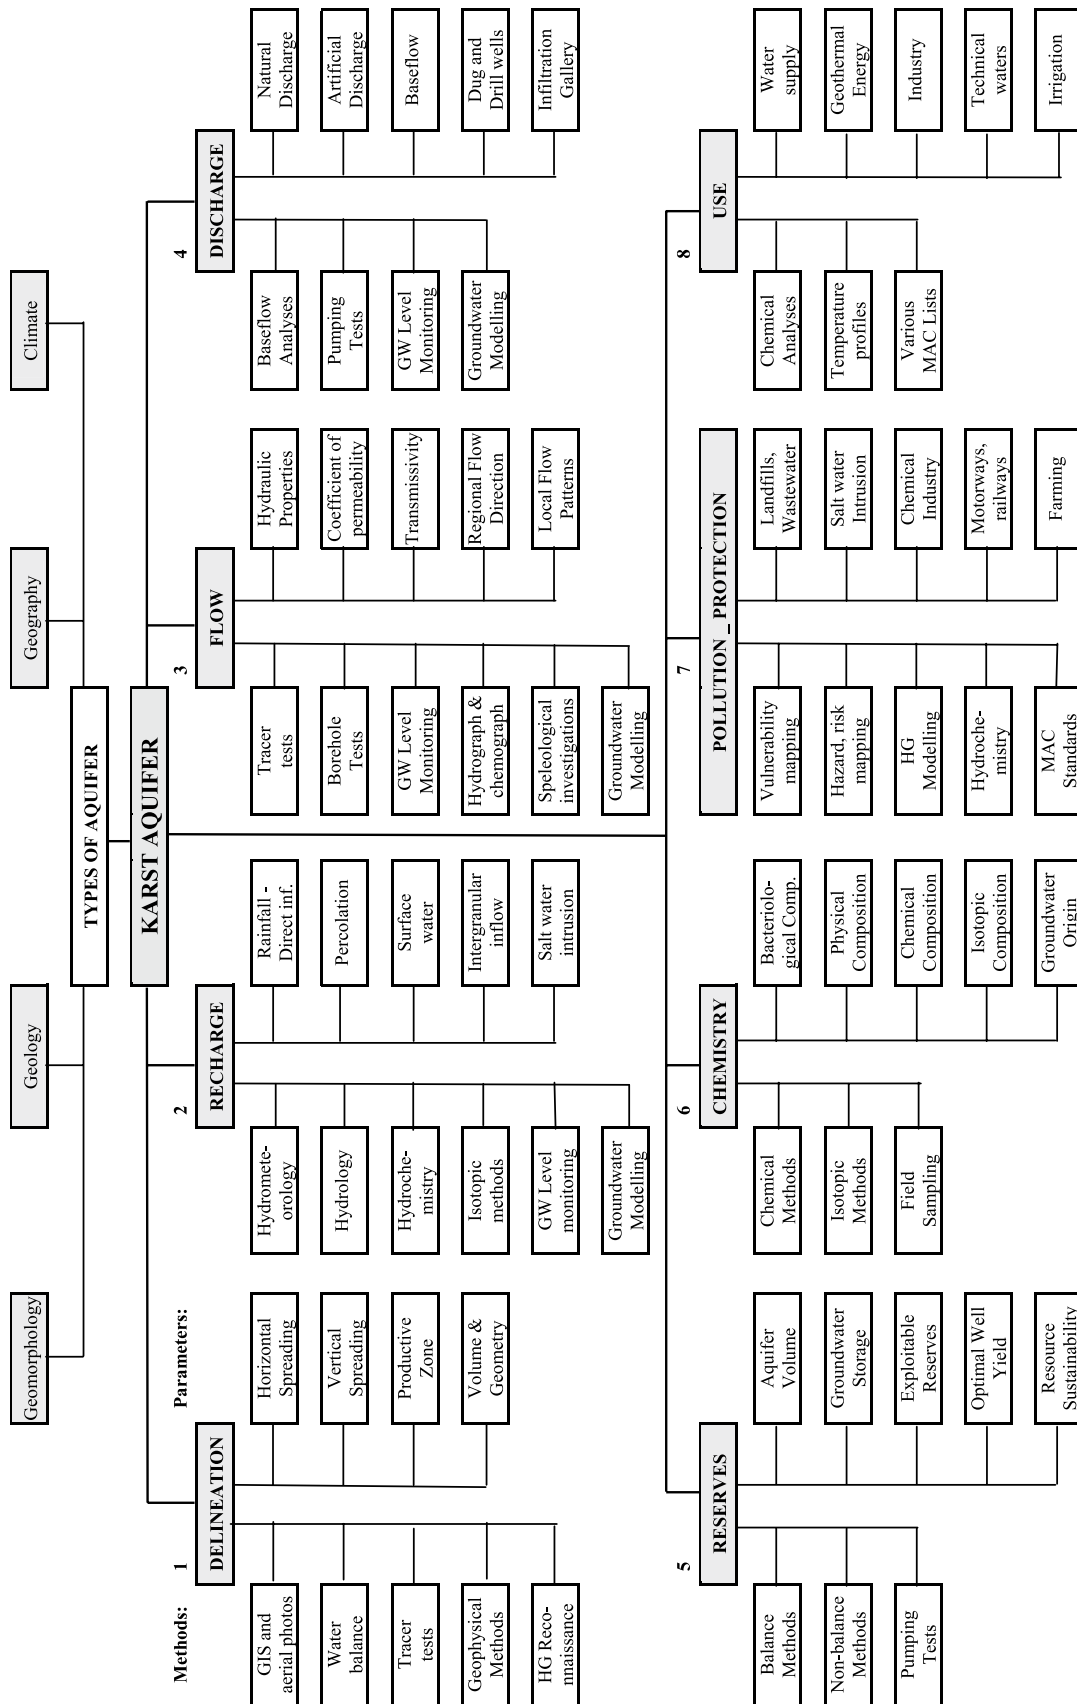 Geomorphology
Geology
Geography
Climate
TYPES OF AQUIFER
KARST AQUIFER
Methods:
Parameters:
1
DELINEATION
GIS and
aerial photos
Water
balance
Tracer
tests
Geophysical
Methods
HG Reco-
nnaissance
Horizontal
Spreading
Vertical
Spreading
Productive
Zone
Volume &
Geometry
2
RECHARGE
Hydromete-
orology
Hydrology
Hydroche-
mistry
Isotopic
methods
GW Level
monitoring
Groundwater
Modelling
Rainfall -
Direct inf.
Percolation
Surface
water
Intergranular
inflow
Salt water
intrusion
3
FLOW
Tracer
tests
Borehole
Tests
GW Level
Monitoring
Hydrograph &
chemograph
Speleological
investigations
Groundwater
Modelling
Hydraulic
Properties
Coefficient of
permeability
Transmissivity
Regional Flow
Direction
Local Flow
Patterns
4
DISCHARGE
Baseflow
Analyses
Pumping
Tests
GW Level
Monitoring
Groundwater
Modelling
Natural
Discharge
Artificial
Discharge
Baseflow
Dug and
Drill wells
Infiltration
Gallery
5
RESERVES
Balance
Methods
Non-balance
Methods
Pumping
Tests
Aquifer
Volume
Groundwater
Storage
Exploitable
Reserves
Optimal Well
Yield
Resource
Sustainability
6
CHEMISTRY
Chemical
Methods
Isotopic
Methods
Field
Sampling
Bacteriolo-
gical Comp.
Physical
Composition
Chemical
Composition
Isotopic
Composition
Groundwater
Origin
7
POLLUTION _ PROTECTION
Vulnerability
mapping
Hazard, risk
mapping
HG
Modelling
Hydroche-
mistry
MAC
Standards
Landfills,
Wastewater
Salt water
Intrusion
Chemical
Industry
Motorways,
railways
Farming
8
USE
Chemical
Analyses
Temperature
profiles
Various
MAC Lists
Water
supply
Geothermal
Energy
Industry
Technical
waters
Irrigation